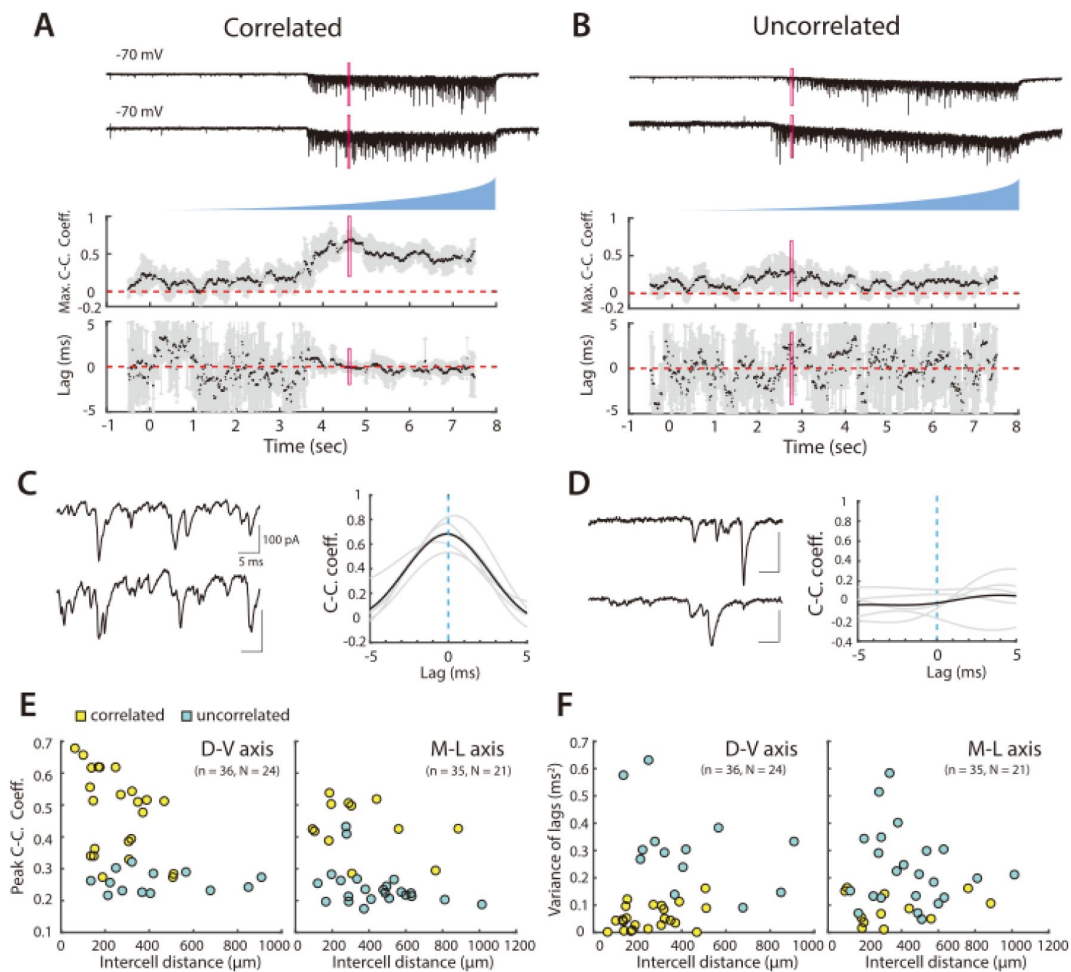 A Correlated
-70 mV
-70 mV
Max. C-C. Coeff.
1
0.5
0
-0.2
Lag (ms)
5
0
-5
-1 0 1 2 3 4 5 6 7 8
Time (sec)
B Uncorrelated
Max. C-C. Coeff.
1
0.5
0
-0.2
Lag (ms)
5
0
5
-1 0 1 2 3 4 5 6 7 8
Time (sec)
C
100 pA
5 ms
C-C. coeff.
1
0.8
0.6
0.4
0.2
0
0.2
-5 0 5
Lag (ms)
D
C-C. coeff.
1
0.8
0.6
0.4
0.2
0
-0.2
-0.4
-5 0 5
Lag (ms)
E correlated uncorrelated
D-V axis
(n = 36, N = 24)
M-L axis
(n = 35, N = 21)
Peak C-C. Coeff.
0.7
0.6
0.5
0.4
0.3
0.2
0.1
0 200 400 600 800 1000
0 200 400 600 800 1000 1200
Intercell distance (µm)
Intercell distance (µm)
F
D-V axis
(n = 36, N = 24)
M-L axis
(n = 35, N = 21)
Variance of lags (ms²)
0.7
0.6
0.5
0.4
0.3
0.2
0.1
0
0 200 400 600 800 1000
0 200 400 600 800 1000 1200
Intercell distance (µm)
Intercell distance (µm)